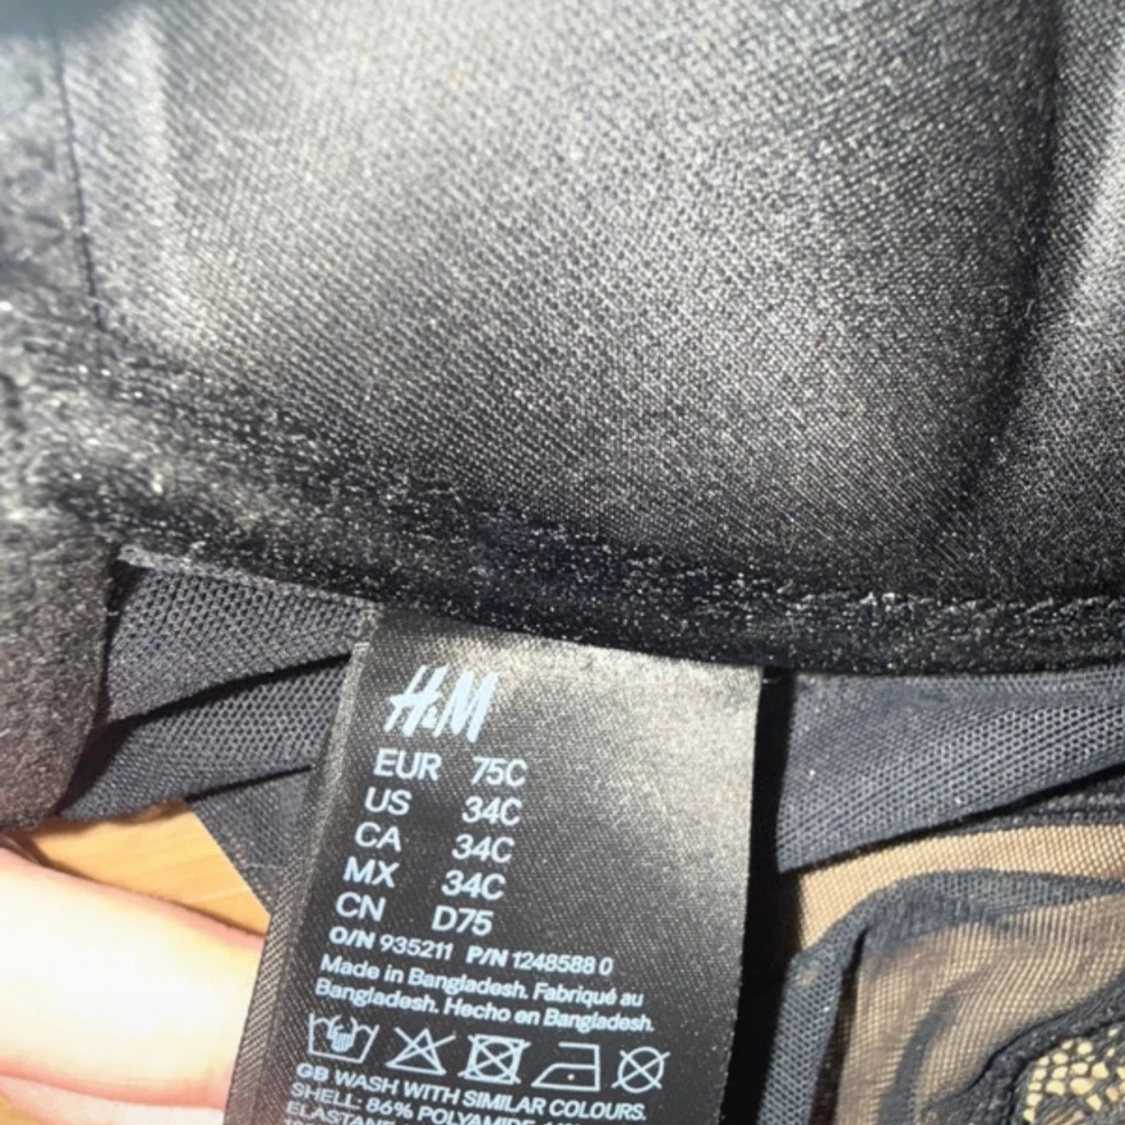 H&M
EUR 75C
US 34C
CA 34C
MX 34C
CN D75
O/N 935211 P/N 1248588 0
Made in Bangladesh. Fabriqué au
Bangladesh. Hecho en Bangladesh.
GB WASH WITH SIMILAR COLOURS.
SHELL: 86% POLYAMIDE
ELASTANE